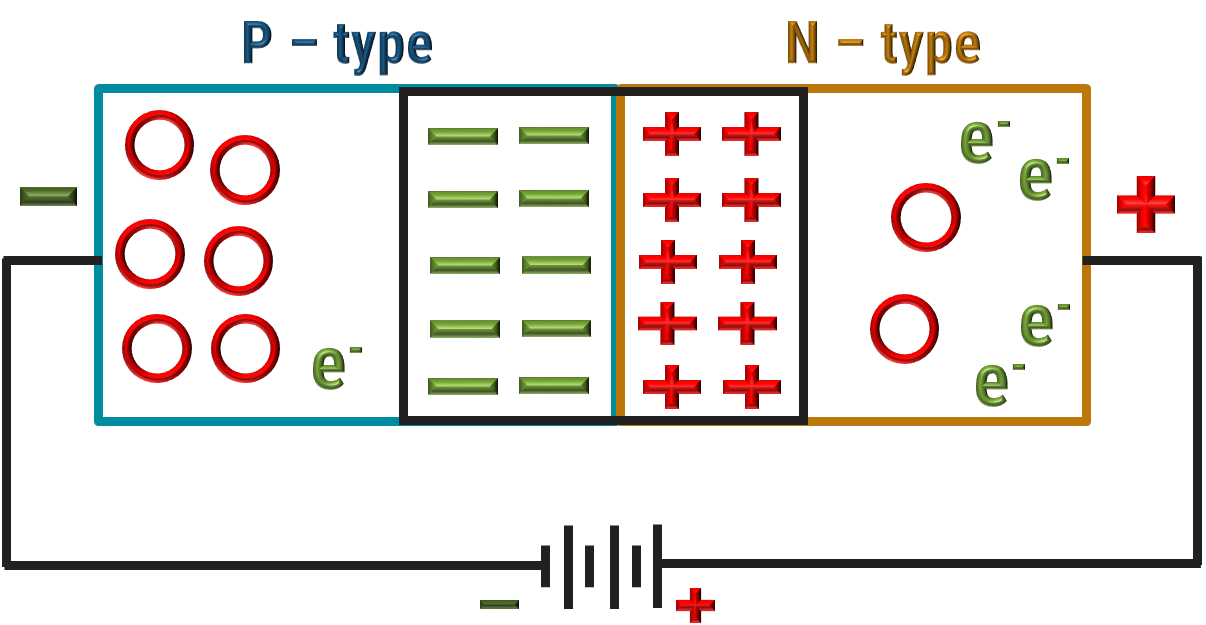 P – type
N – type
e-
e-
e-
e-
e-